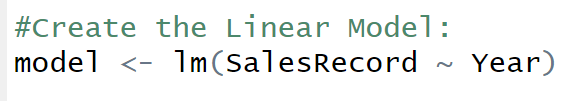 #Create the Linear Model:
model <- lm(SalesRecord ~ Year)